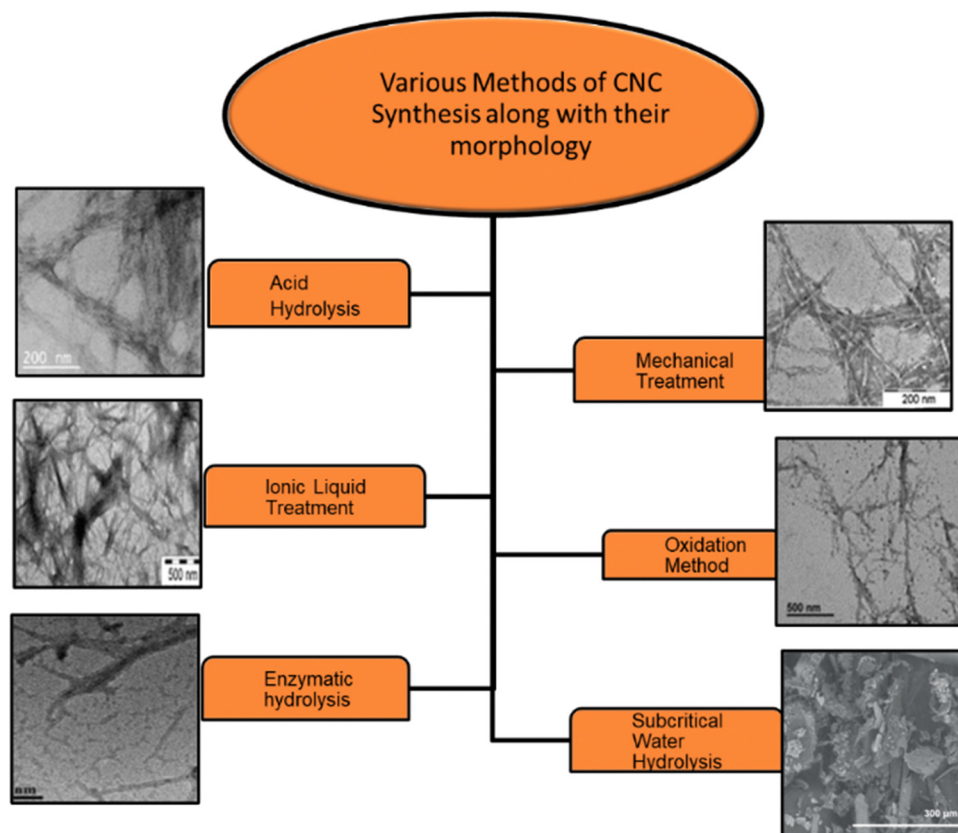 Various Methods of CNC
Synthesis along with their
morphology
200 nm
Acid
Hydrolysis
Mechanical
Treatment
200 nm
500 nm
Ionic Liquid
Treatment
Oxidation
Method
500 nm
nm
Enzymatic
hydrolysis
Subcritical
Water
Hydrolysis
300 µm